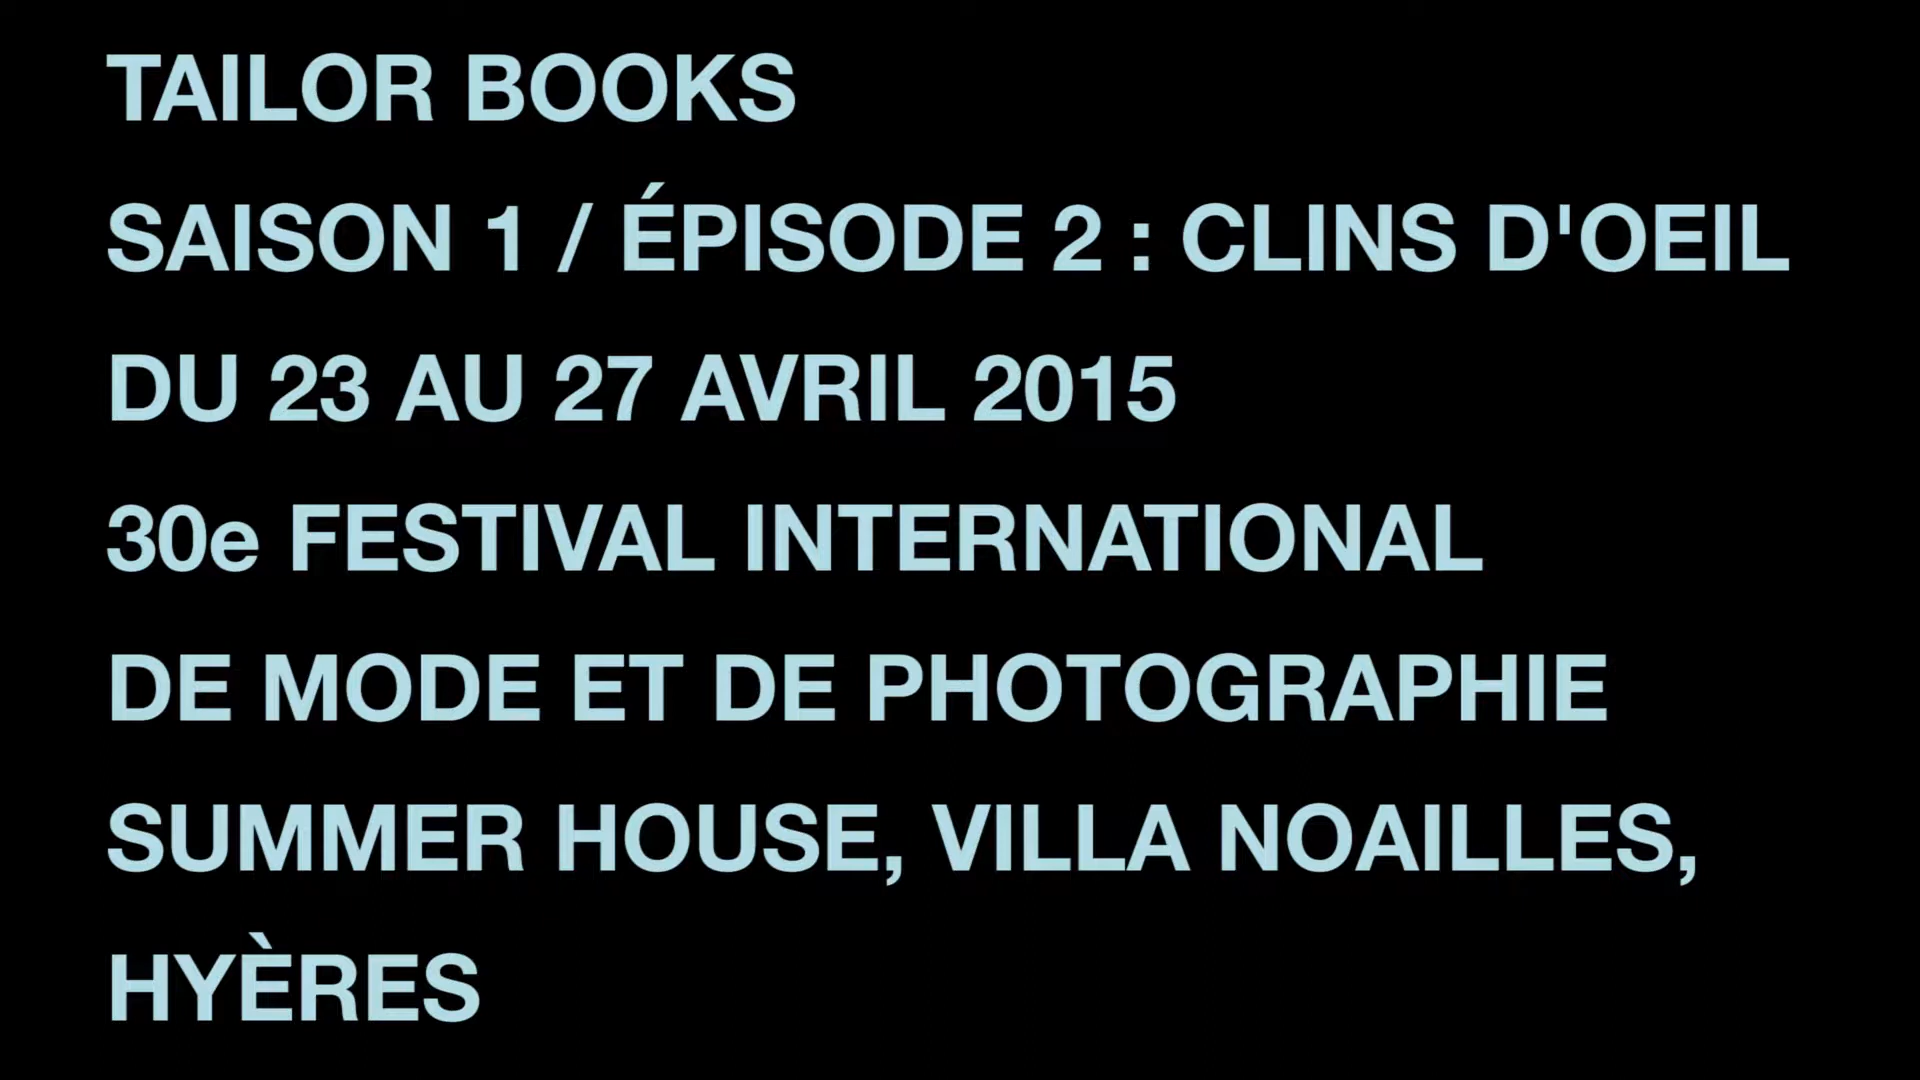 TAILOR BOOKS
SAISON 1 / ÉPISODE 2 : CLINS D'OEIL
DU 23 AU 27 AVRIL 2015
30e FESTIVAL INTERNATIONAL
DE MODE ET DE PHOTOGRAPHIE
SUMMER HOUSE, VILLA NOAILLES,
HYÈRES